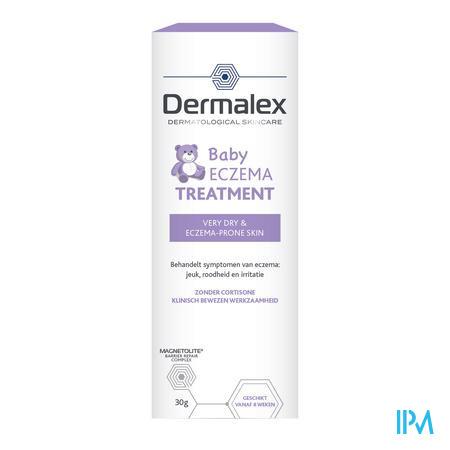 Dermalex
DERMATOLOGICAL SKINCARE
Baby
ECZEMA
TREATMENT
VERY DRY &
ECZEMA-PRONE SKIN
Behandelt symptomen van eczema:
jeuk, roodheid en irritatie
ZONDER CORTISONE
KLINISCH BEWEZEN WERKZAAMHEID
MAGNETOLITE®
BARRIER REPAIR
COMPLEX
30g
GESCHIKT
VANAF 8 WEKEN
IPM